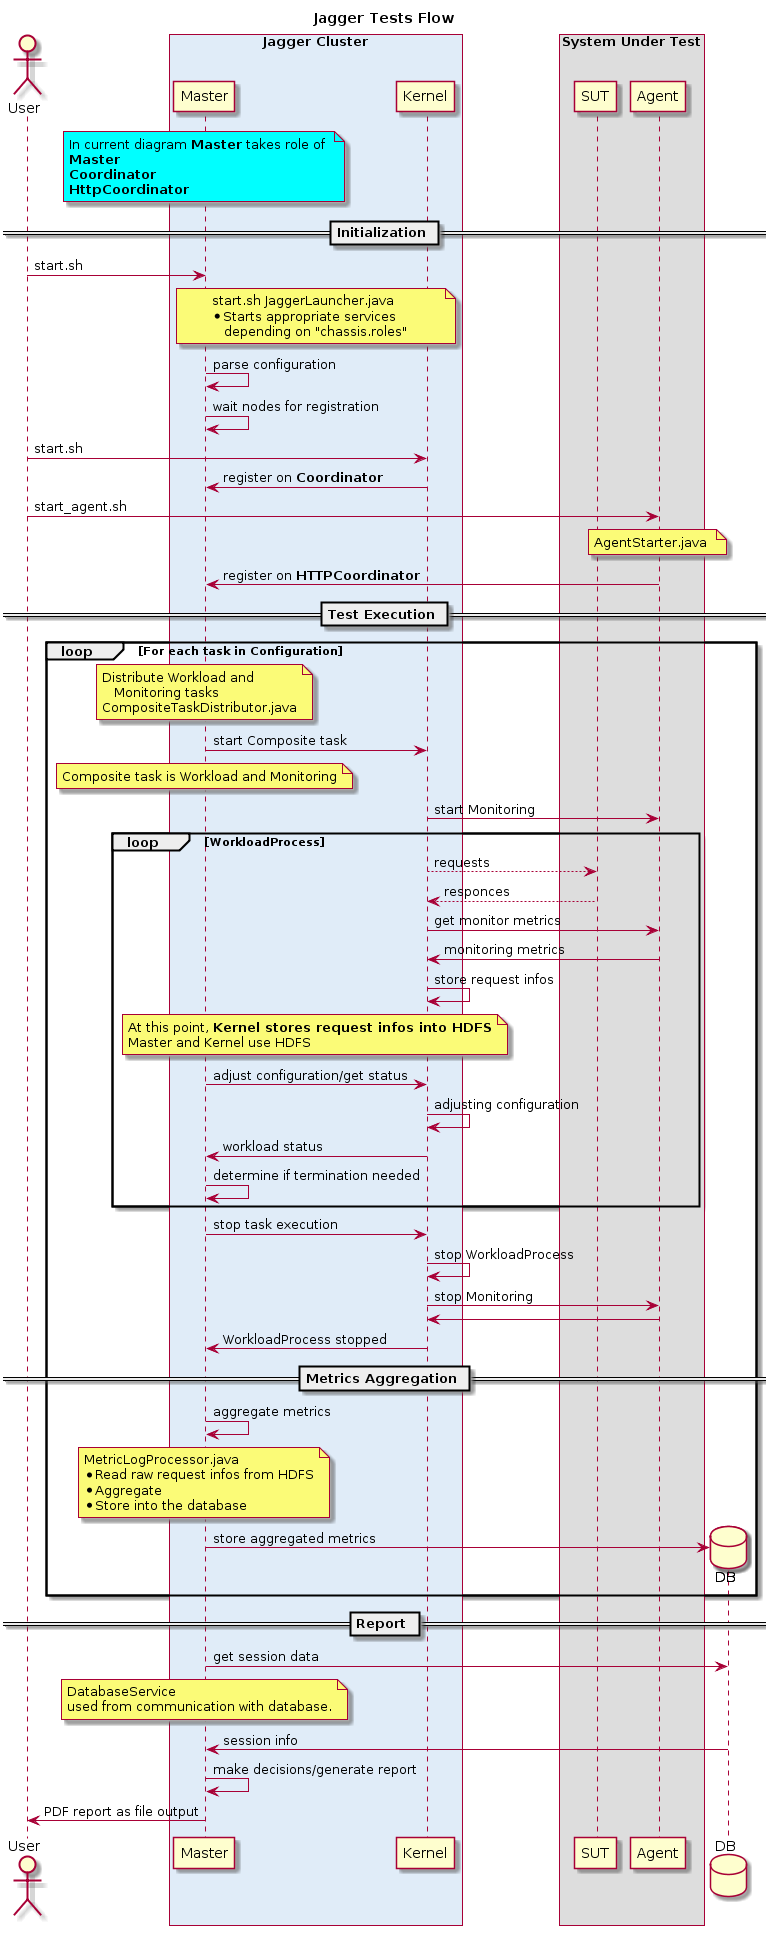 Jagger Tests Flow
Jagger Cluster
System Under Test
User
Master
Kernel
SUT
Agent
In current diagram Master takes role of
Master
Coordinator
HttpCoordinator
Initialization
start.sh
start.sh JaggerLauncher.java
•Starts appropriate services
depending on "chassis.roles"
parse configuration
wait nodes for registration
start.sh
register on Coordinator
start_agent.sh
AgentStarter.java
register on HTTPCoordinator
Test Execution
loop
[For each task in Configuration]
Distribute Workload and
Monitoring tasks
CompositeTaskDistributor.java
start Composite task
Composite task is Workload and Monitoring
start Monitoring
loop
[WorkloadProcess]
requests
responces
get monitor metrics
monitoring metrics
store request infos
At this point, Kernel stores request infos into HDFS
Master and Kernel use HDFS
adjust configuration/get status
adjusting configuration
workload status
determine if termination needed
stop task execution
stop WorkloadProcess
stop Monitoring
WorkloadProcess stopped
Metrics Aggregation
aggregate metrics
MetricLogProcessor.java
•Read raw request infos from HDFS
•Aggregate
•Store into the database
store aggregated metrics
DB
Report
get session data
DatabaseService
used from communication with database.
session info
make decisions/generate report
PDF report as file output
User
Master
Kernel
SUT
Agent
DB